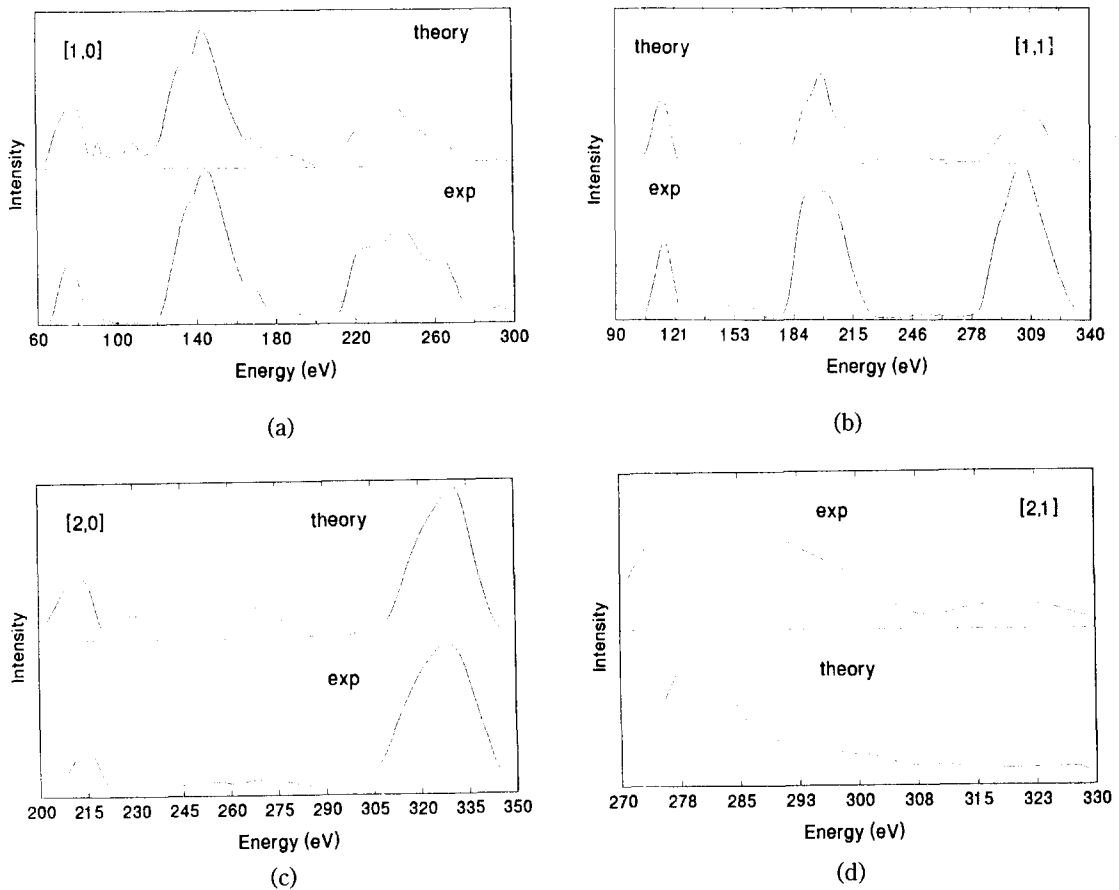 [1,0]
theory
exp
Intensity
60 100 140 180 220 260 300
Energy (eV)
(a)
theory
[1,1]
exp
Intensity
90 121 153 184 215 246 278 309 340
Energy (eV)
(b)
[2,0]
theory
exp
Intensity
200 215 230 245 260 275 290 305 320 335 350
Energy (eV)
(c)
exp
[2,1]
theory
Intensity
270 278 285 293 300 308 315 323 330
Energy (eV)
(d)